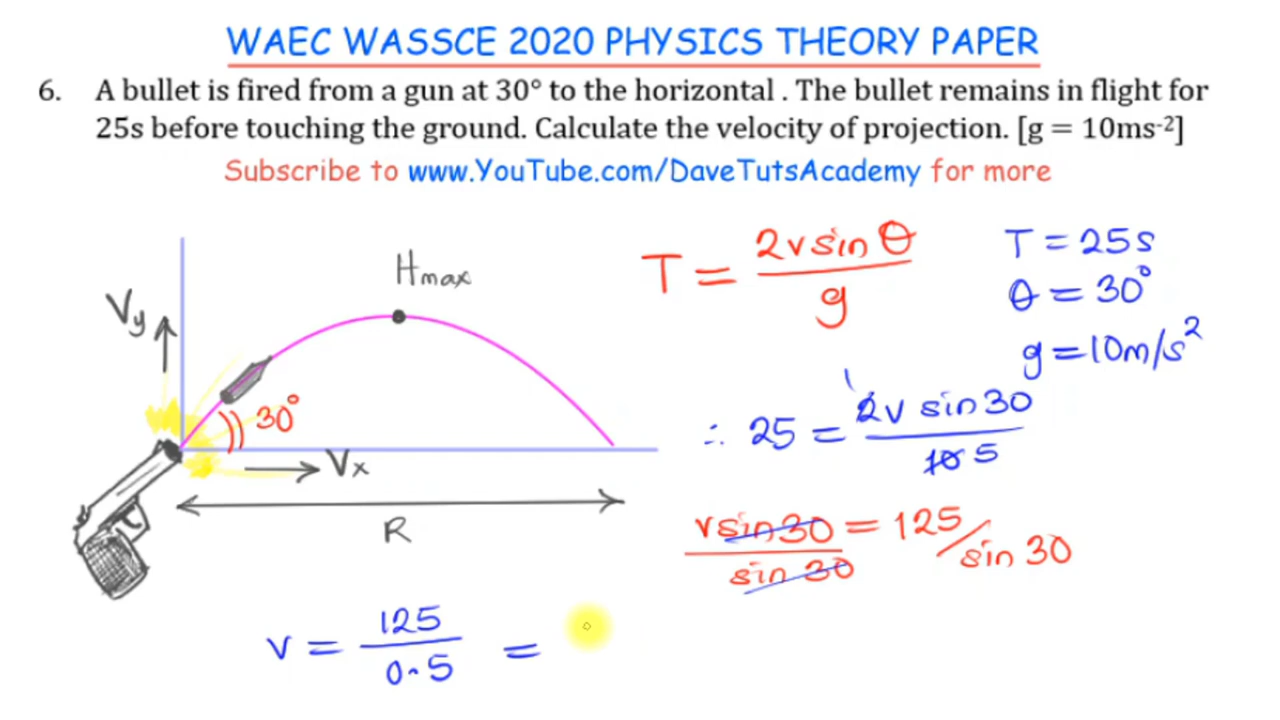 WAEC WASSCE 2020 PHYSICS THEORY PAPER
6. A bullet is fired from a gun at 30° to the horizontal . The bullet remains in flight for
25s before touching the ground. Calculate the velocity of projection. [g = 10ms⁻²]
Subscribe to www.YouTube.com/DaveTutsAcademy for more
Vy
Hmax
30°
Vx
R
T = 2v sin θ / g
T = 25s
θ = 30°
g = 10m/s²
∴ 25 = 2v sin 30 / 10
1
5
v sin 30 / sin 30 = 125 / sin 30
v = 125 / 0.5 =